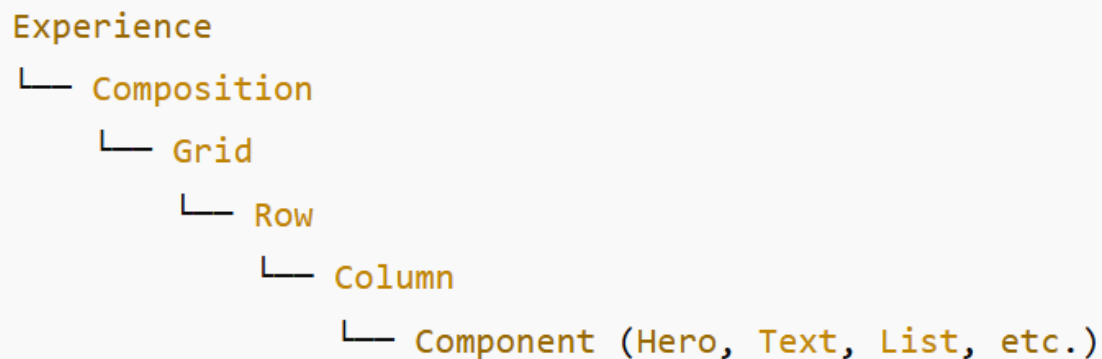 Experience
└── Composition
    └── Grid
        └── Row
            └── Column
                └── Component (Hero, Text, List, etc.)